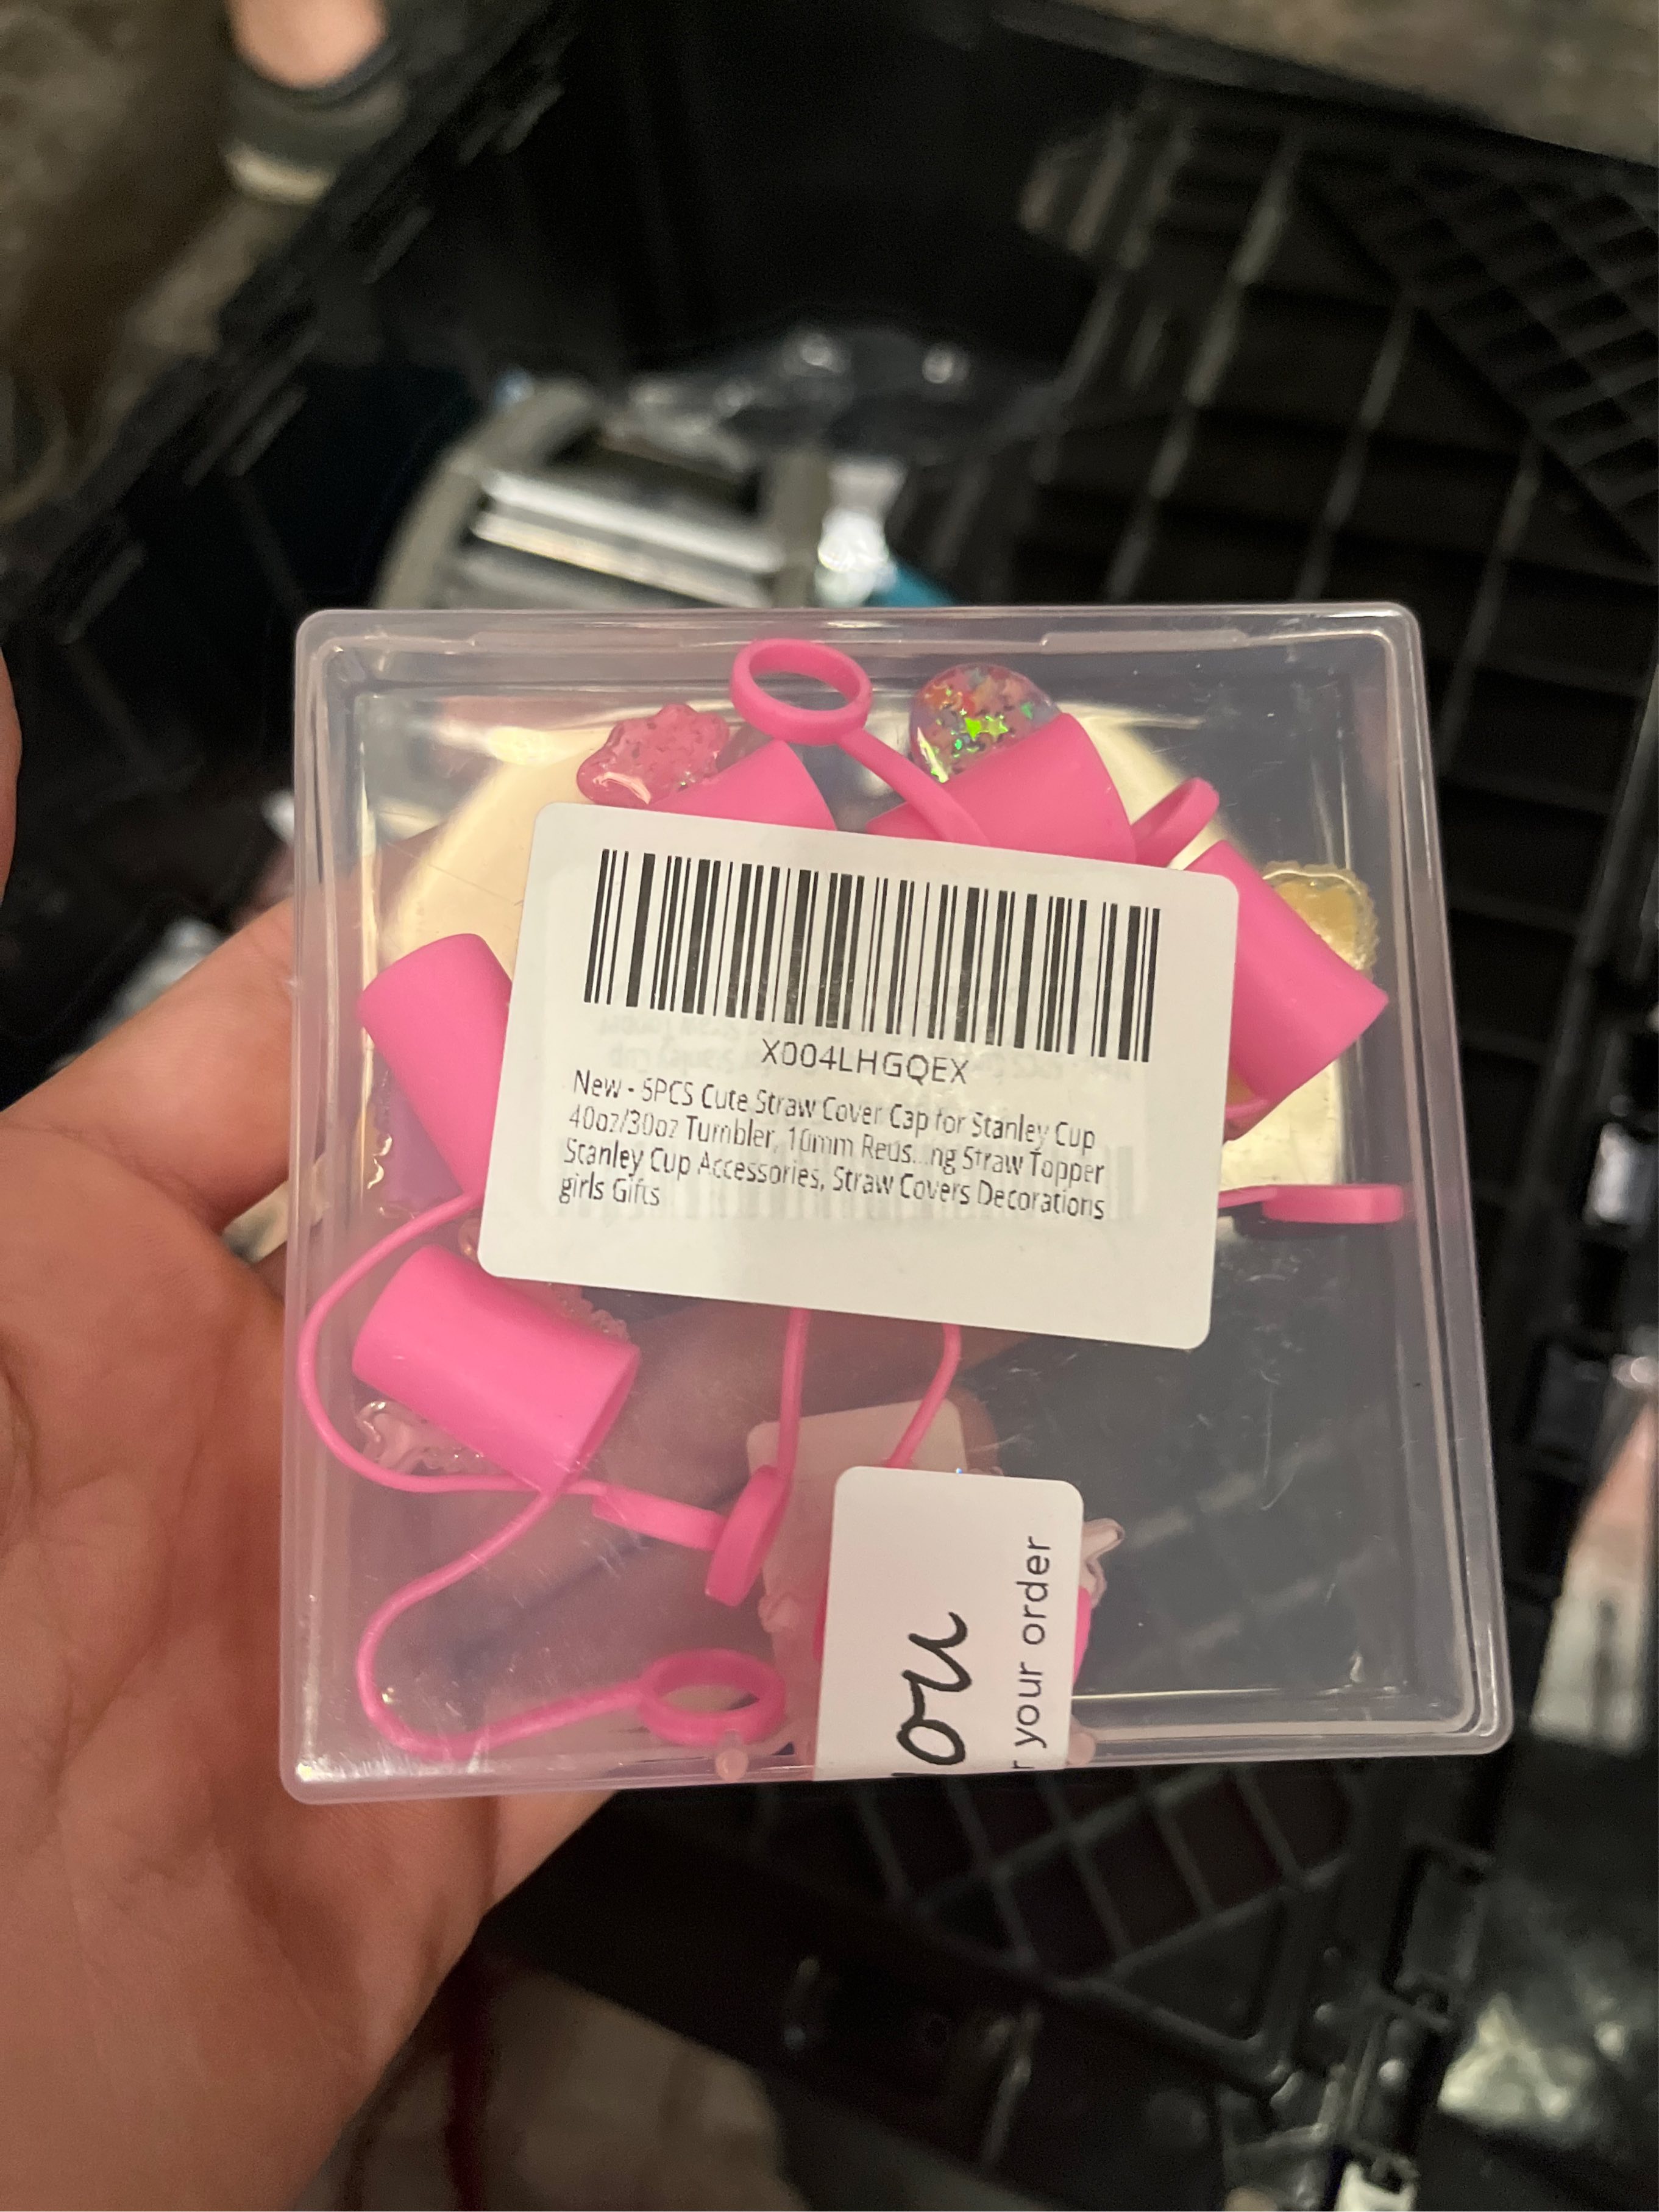 X004LHGQEX
New - 5PCS Cute Straw Cover Cap for Stanley Cup
40oz/30oz Tumbler, 10mm Reus...ng Straw Topper
Stanley Cup Accessories, Straw Covers Decorations
girls Gifts
ou
r your order